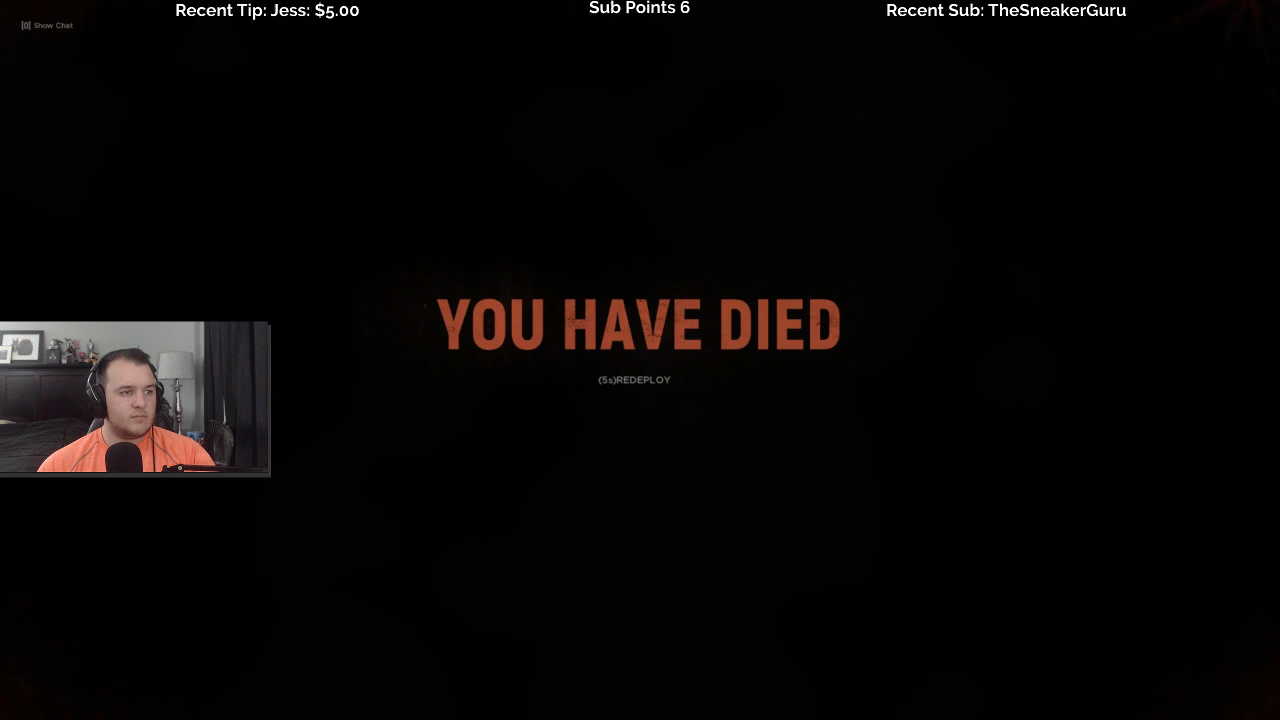 Recent Tip: Jess: $5.00
Sub Points 6
Recent Sub: TheSneakerGuru
[0] Show Chat
YOU HAVE DIED
(5s)REDEPLOY